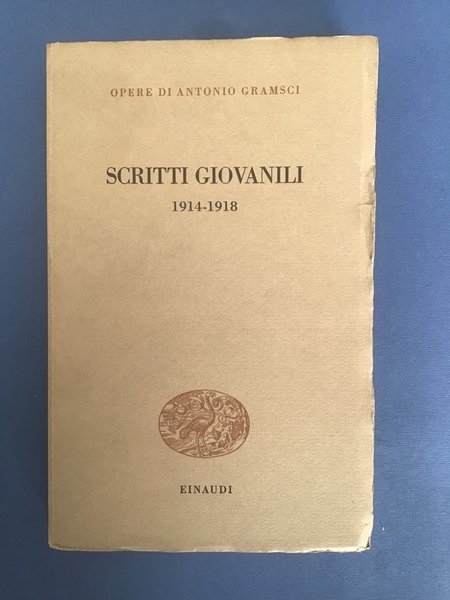 OPERE DI ANTONIO GRAMSCI
SCRITTI GIOVANILI
1914-1918
EINAUDI